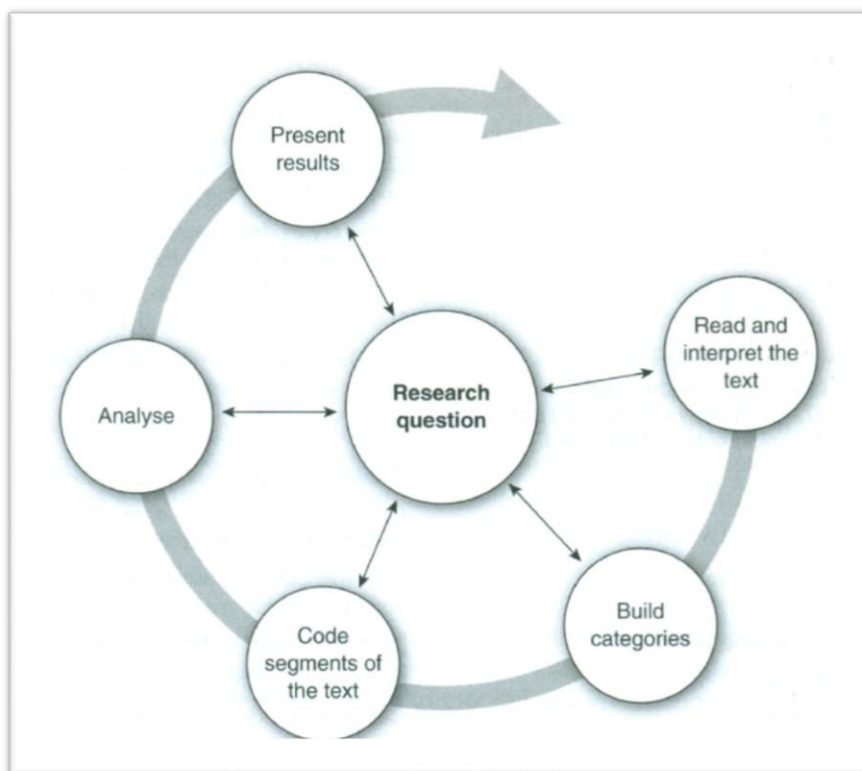 Present
results
Read and
interpret the
text
Research
question
Analyse
Build
categories
Code
segments of
the text